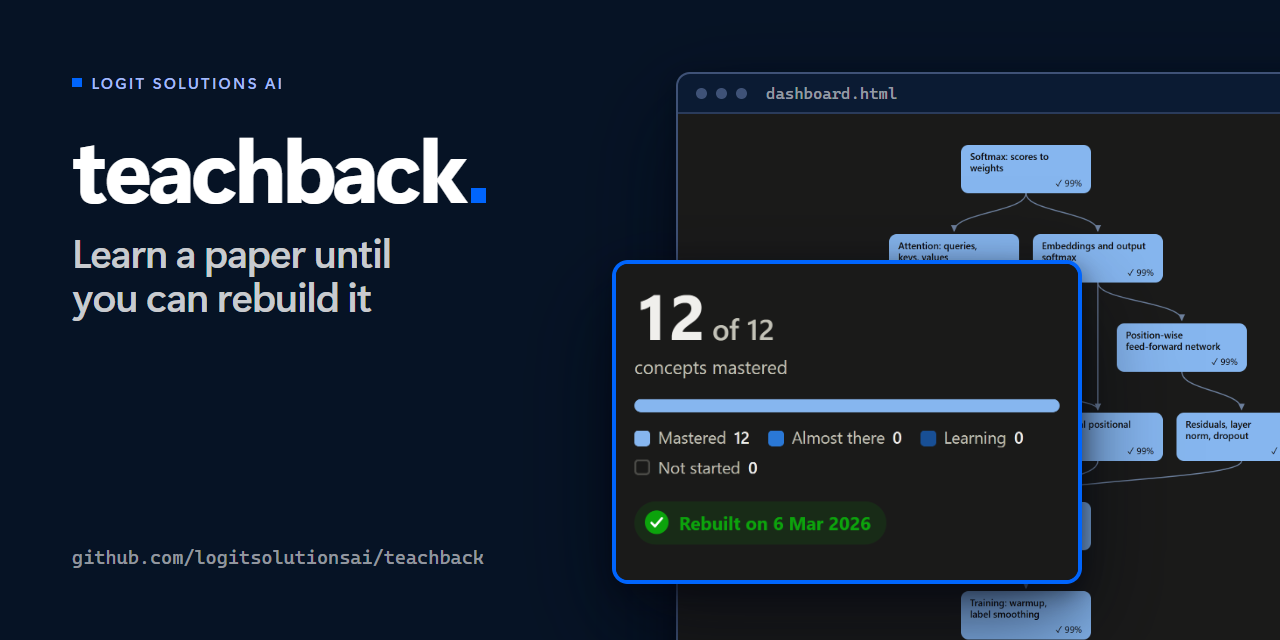 LOGIT SOLUTIONS AI
teachback.
Learn a paper until
you can rebuild it
github.com/logitsolutionsai/teachback
dashboard.html
Softmax: scores to
weights
✓ 99%
Attention: queries,
keys, values
Embeddings and output
softmax
✓ 99%
Position-wise
feed-forward network
✓ 99%
positional
✓ 99%
Residuals, layer
norm, dropout
✓
12 of 12
concepts mastered
Mastered 12
Almost there 0
Learning 0
Not started 0
Rebuilt on 6 Mar 2026
Training: warmup,
label smoothing
✓ 99%